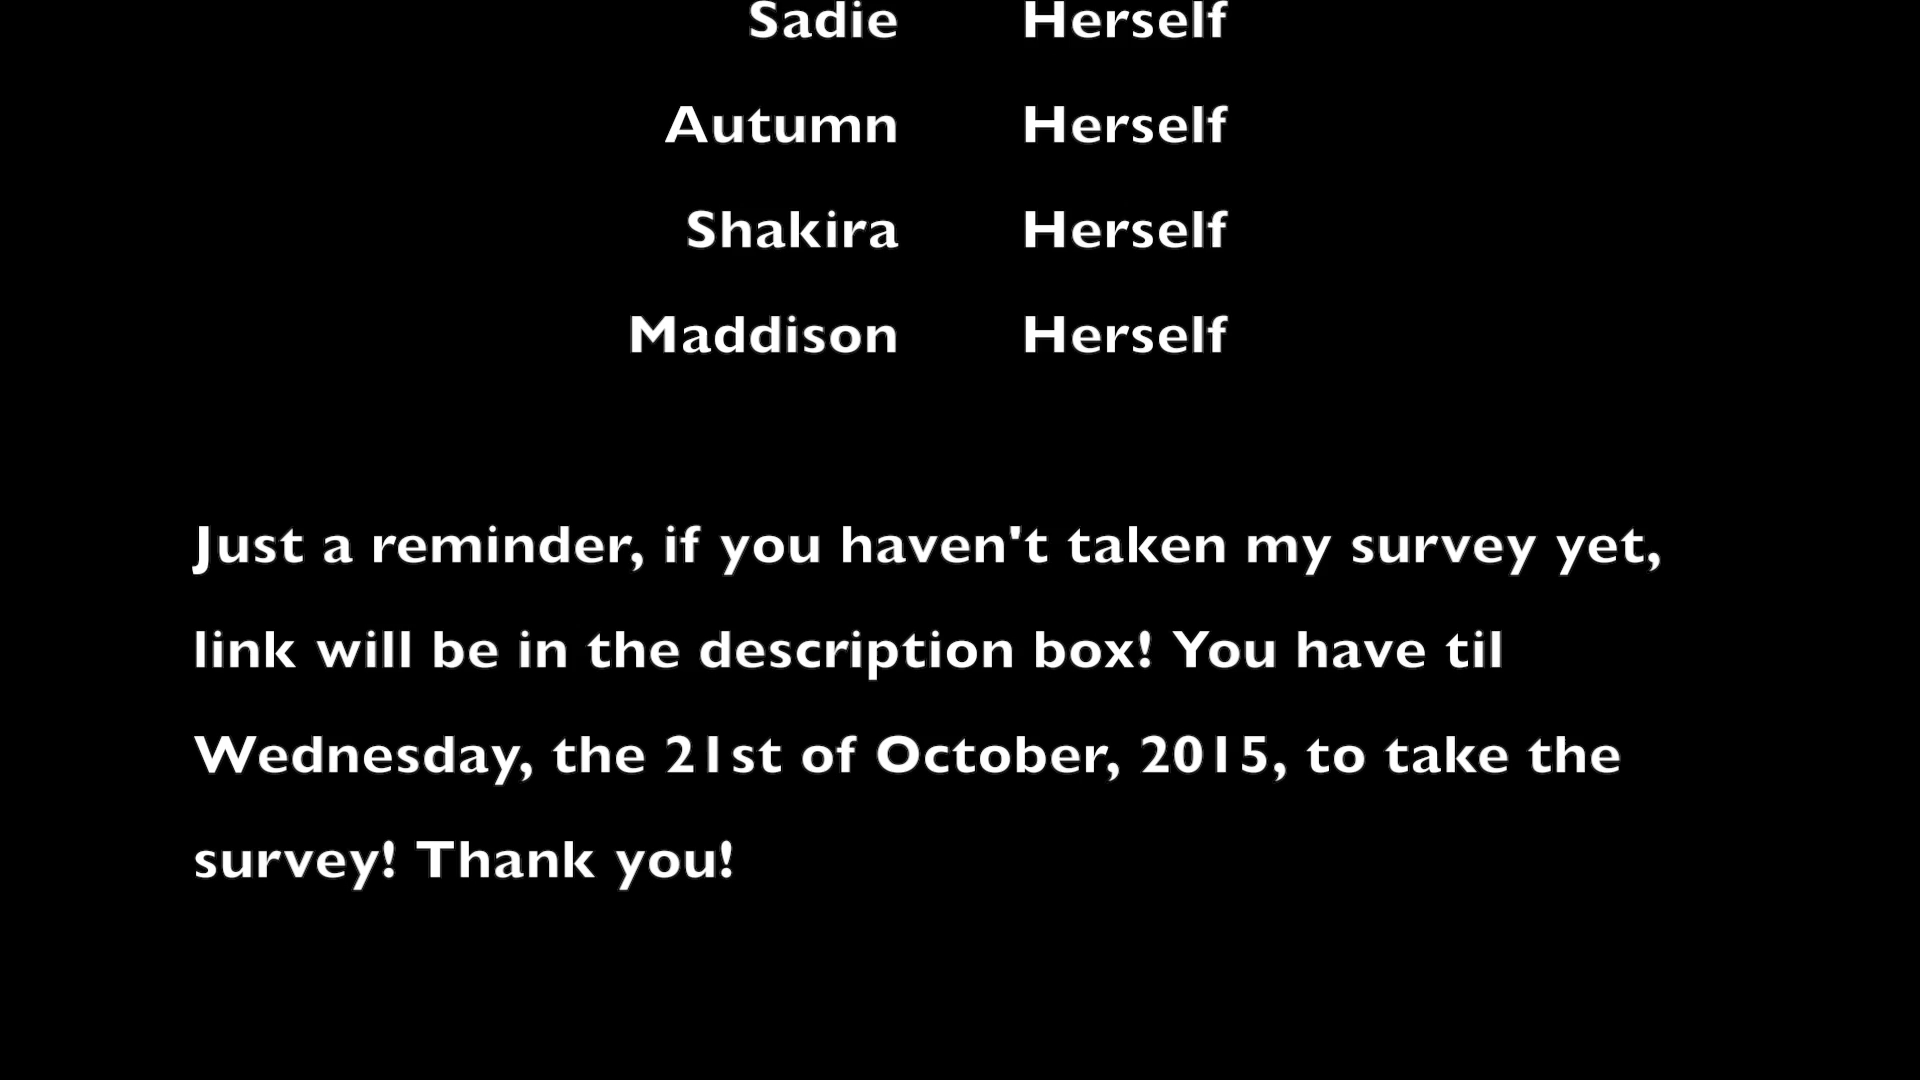 Sadie Herself
Autumn Herself
Shakira Herself
Maddison Herself
Just a reminder, if you haven't taken my survey yet,
link will be in the description box! You have til
Wednesday, the 21st of October, 2015, to take the
survey! Thank you!